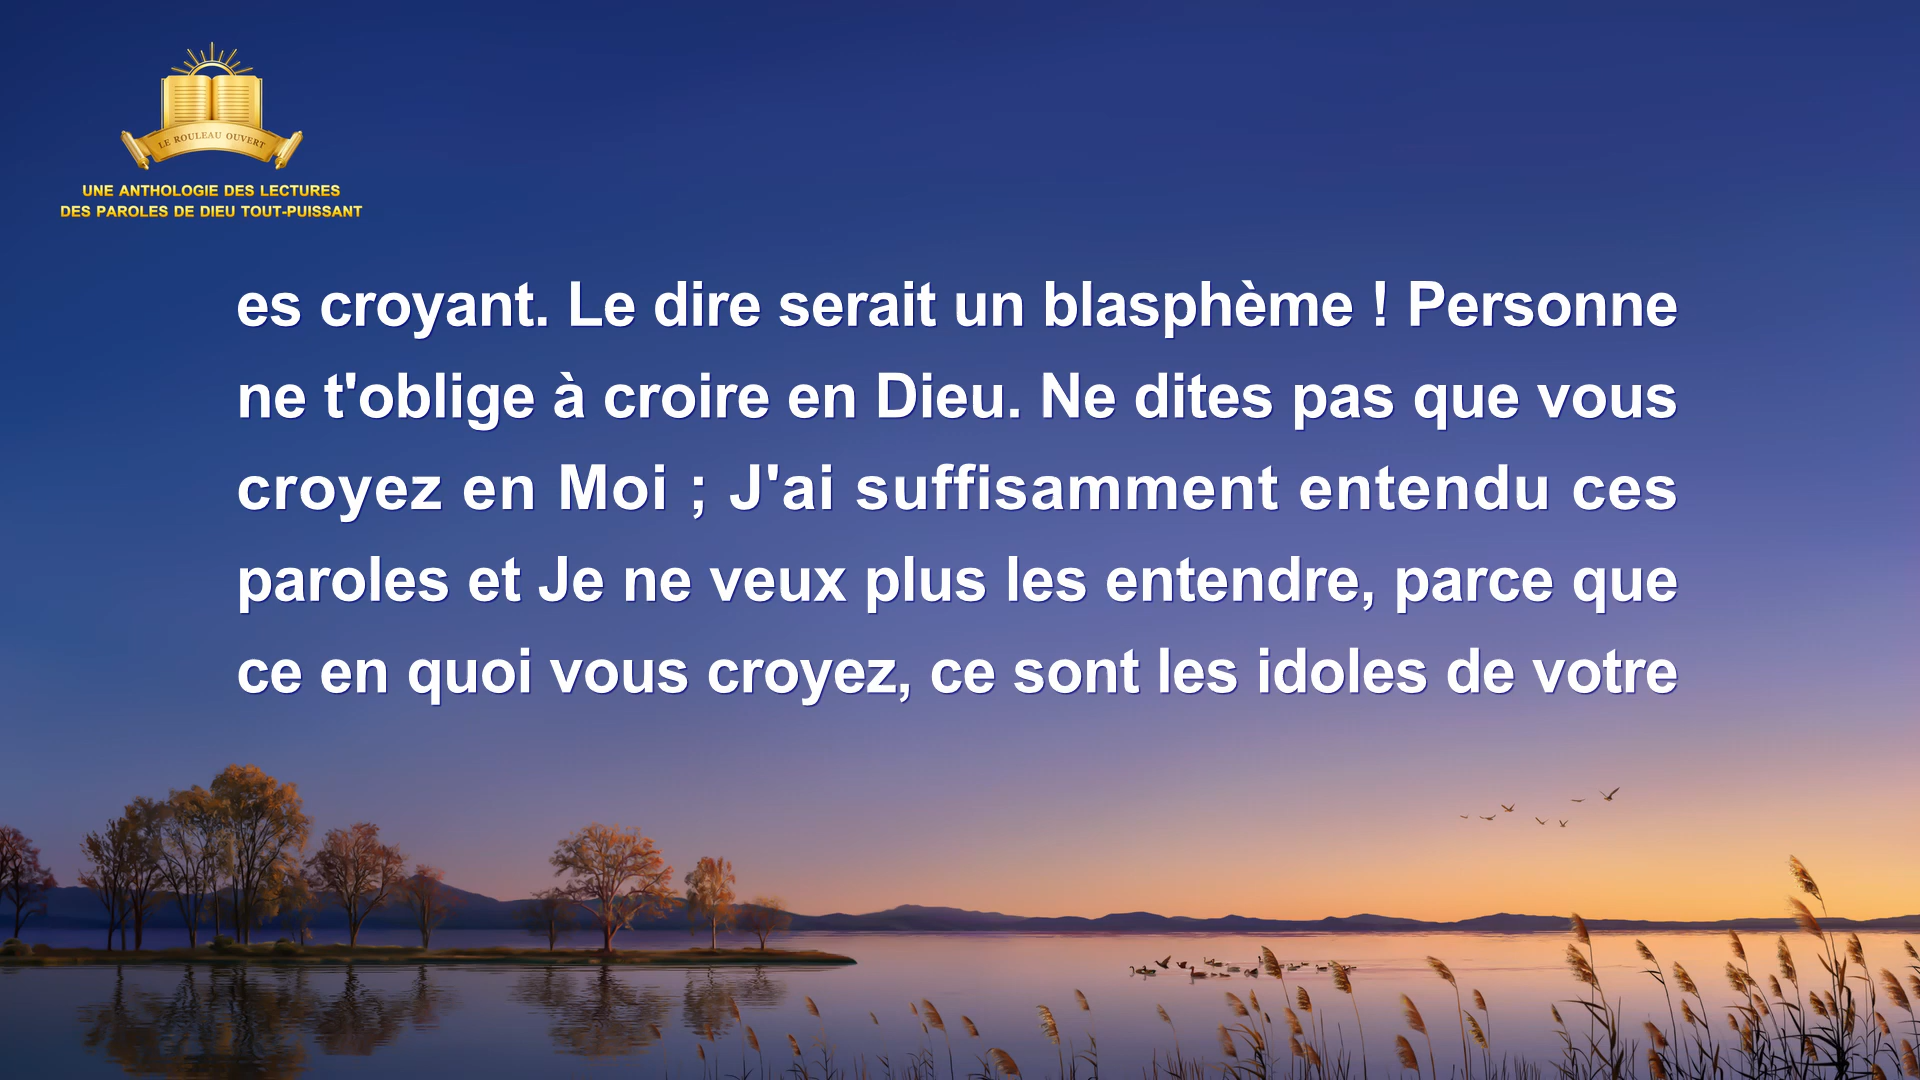 LE ROULEAU OUVERT
UNE ANTHOLOGIE DES LECTURES
DES PAROLES DE DIEU TOUT-PUISSANT
es croyant. Le dire serait un blasphème ! Personne
ne t'oblige à croire en Dieu. Ne dites pas que vous
croyez en Moi ; J'ai suffisamment entendu ces
paroles et Je ne veux plus les entendre, parce que
ce en quoi vous croyez, ce sont les idoles de votre